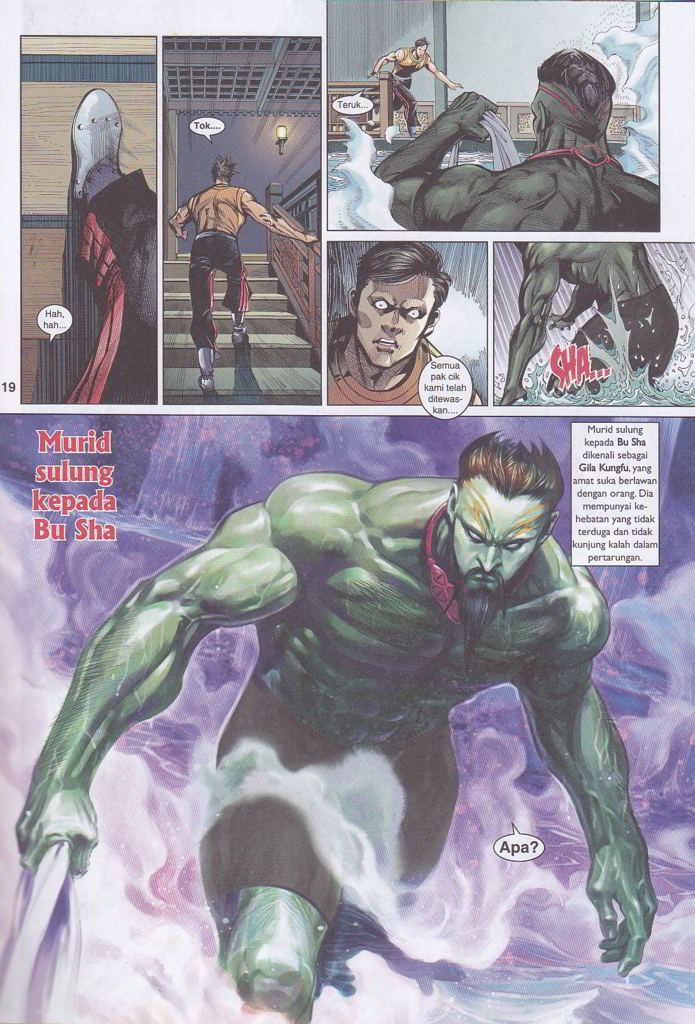 Hah,
hah...
Tok....
Teruk...
Semua
pak cik
kami telah
ditewas-
kan....
SHA...
19
Murid
sulung
kepada
Bu Sha
Murid sulung
kepada Bu Sha
dikenali sebagai
Gila Kungfu, yang
amat suka berlawan
dengan orang. Dia
mempunyai ke-
hebatan yang tidak
terduga dan tidak
kunjung kalah dalam
pertarungan.
Apa?